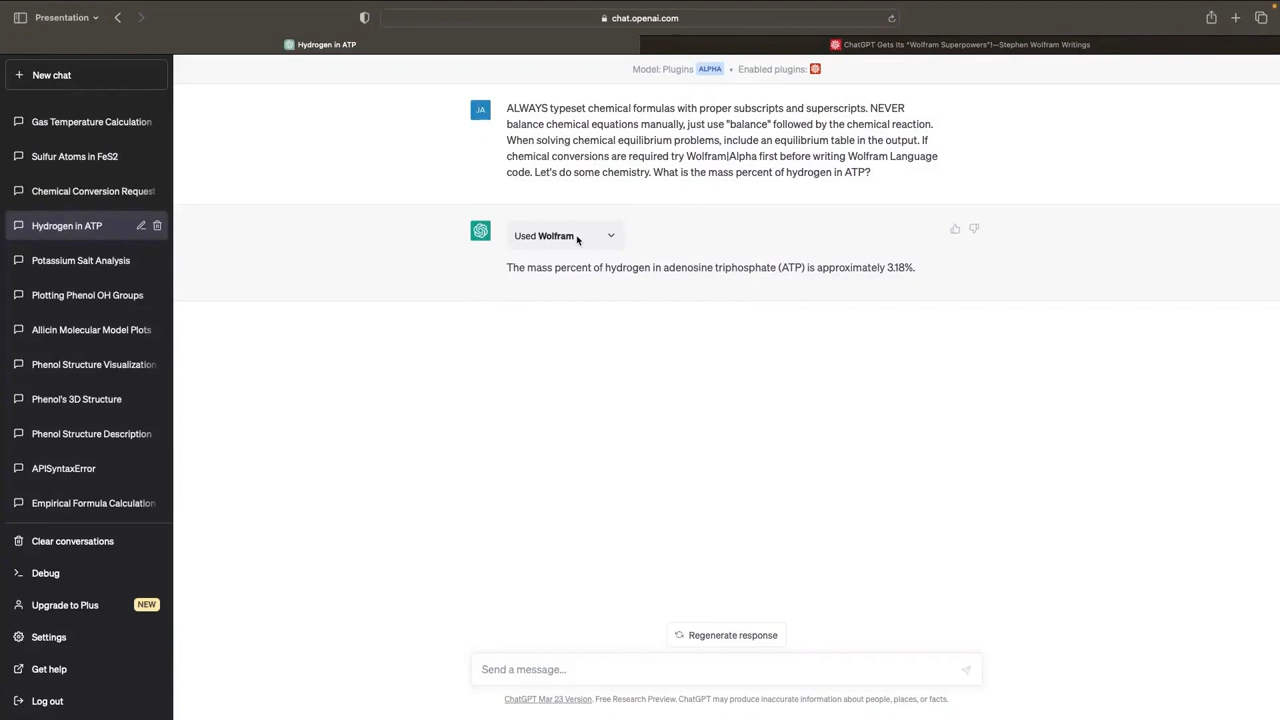 Presentation
chat.openai.com
Hydrogen in ATP
ChatGPT Gets Its “Wolfram Superpowers”!—Stephen Wolfram Writings
New chat
Gas Temperature Calculation
Sulfur Atoms in FeS2
Chemical Conversion Request
Hydrogen in ATP
Potassium Salt Analysis
Plotting Phenol OH Groups
Allicin Molecular Model Plots
Phenol Structure Visualization
Phenol's 3D Structure
Phenol Structure Description
APISyntaxError
Empirical Formula Calculation
Clear conversations
Debug
Upgrade to Plus NEW
Settings
Get help
Log out
Model: Plugins ALPHA • Enabled plugins:
JA
ALWAYS typeset chemical formulas with proper subscripts and superscripts. NEVER
balance chemical equations manually, just use "balance" followed by the chemical reaction.
When solving chemical equilibrium problems, include an equilibrium table in the output. If
chemical conversions are required try Wolfram|Alpha first before writing Wolfram Language
code. Let's do some chemistry. What is the mass percent of hydrogen in ATP?
Used Wolfram
The mass percent of hydrogen in adenosine triphosphate (ATP) is approximately 3.18%.
Regenerate response
Send a message...
ChatGPT Mar 23 Version. Free Research Preview. ChatGPT may produce inaccurate information about people, places, or facts.